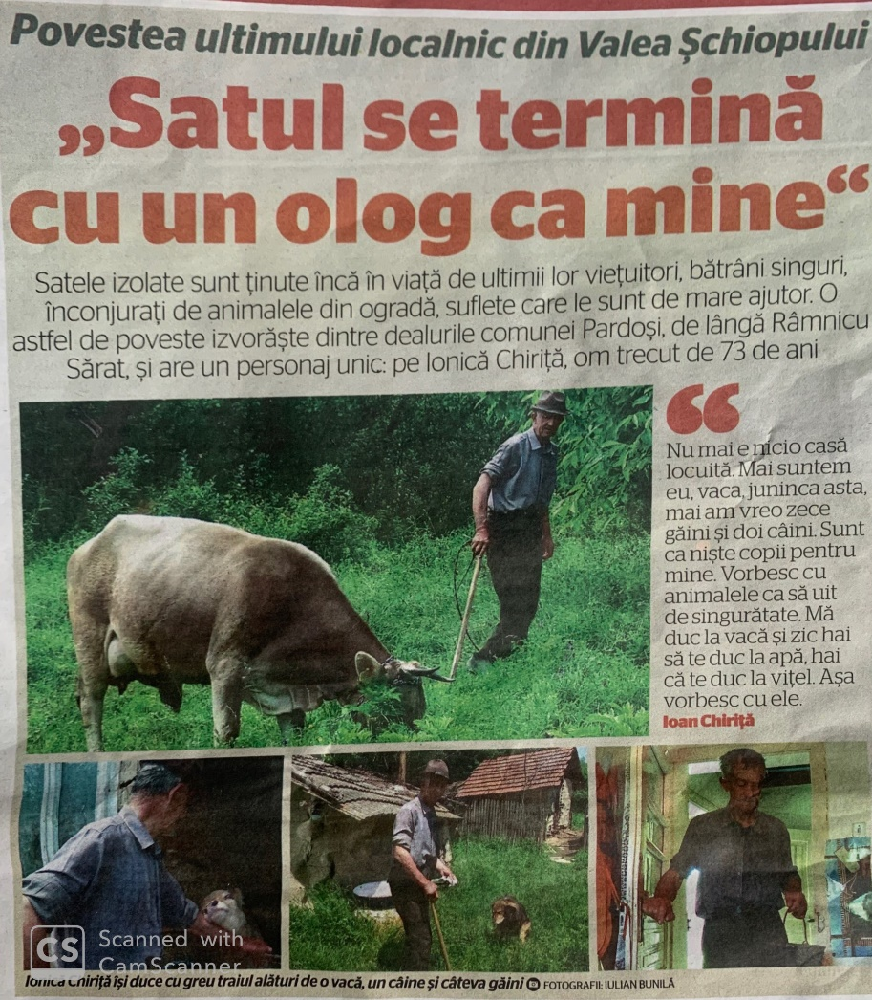 Povestea ultimului localnic din Valea Șchiopului
„Satul se termină
cu un olog ca mine“
Satele izolate sunt ținute încă în viață de ultimii lor viețuitori, bătrâni singuri,
înconjurați de animalele din ogradă, suflete care le sunt de mare ajutor. O
astfel de poveste izvorăște dintre dealurile comunei Pardoși, de lângă Râmnicu
Sărat, și are un personaj unic: pe Ionică Chiriță, om trecut de 73 de ani
Nu mai e nicio casă
locuită. Mai suntem
eu, vaca, juninca asta,
mai am vreo zece
găini și doi câini. Sunt
ca niște copii pentru
mine. Vorbesc cu
animalele ca să uit
de singurătate. Mă
duc la vacă și zic hai
să te duc la apă, hai
că te duc la vițel. Așa
vorbesc cu ele.
Ioan Chiriță
CS Scanned with
CamScanner
Ionică Chiriță își duce cu greu traiul alături de o vacă, un câine și câteva găini FOTOGRAFII: IULIAN BUNILĂ